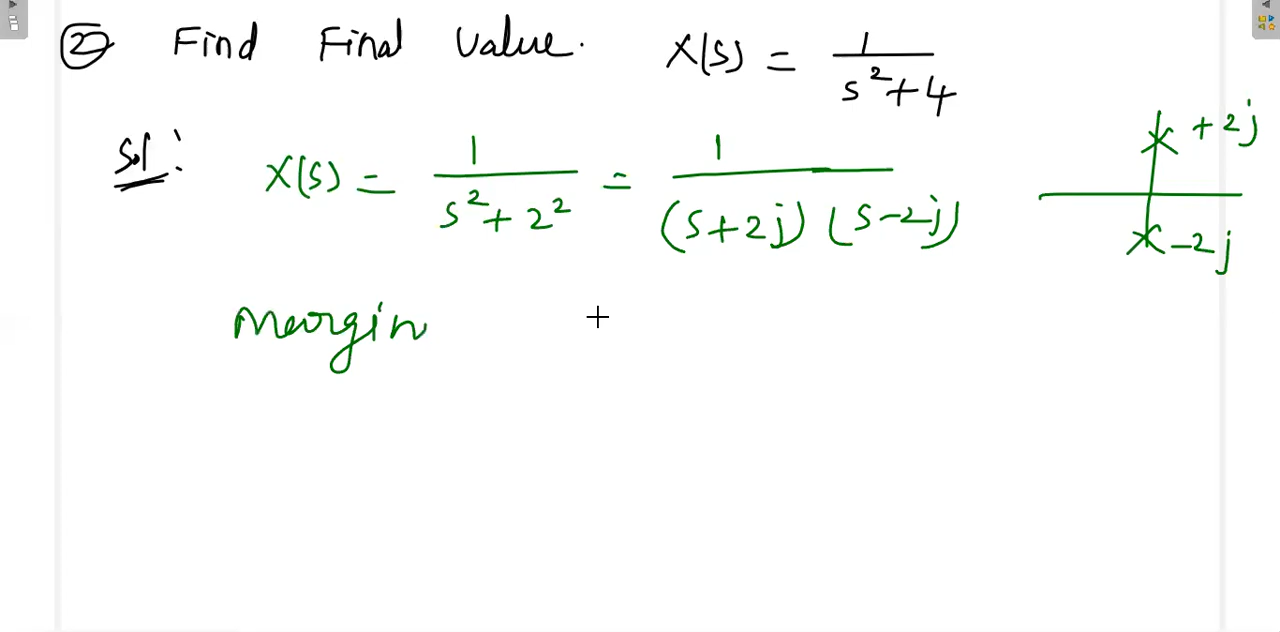 ② Find Final Value. X(s) = 1/(s²+4)
Sol: X(s) = 1/(s²+2²) = 1/((s+2j)(s-2j))
+2j
-2j
Margin